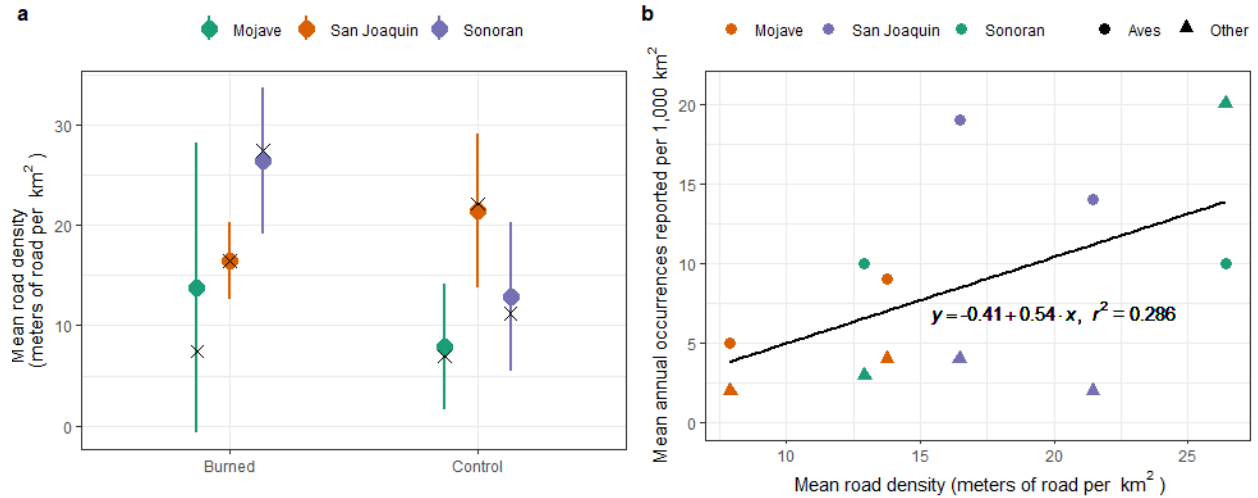 a
Mojave San Joaquin Sonoran
Mean road density
(meters of road per km²)
30
20
10
0
Burned Control
b
Mojave San Joaquin Sonoran Aves Other
Mean annual occurrences reported per 1,000 km²
20
15
10
5
0
y = -0.41 + 0.54 · x, r² = 0.286
10 15 20 25
Mean road density (meters of road per km²)